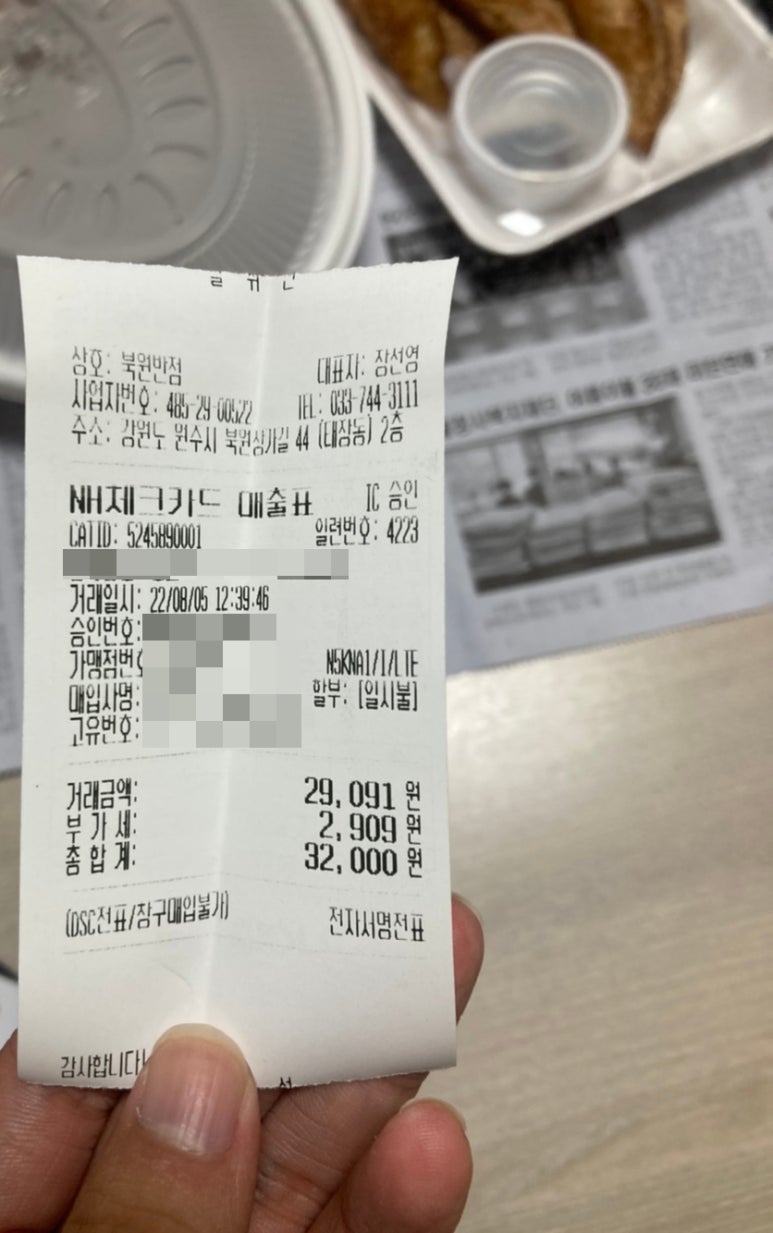 상호: 북원반점 대표자: 장선영
사업자번호: 485-29-00522 TEL: 033-744-3111
주소: 강원도 원주시 북원상가길 44 (태장동) 2층
NH체크카드 매출표 IC 승인
CATID: 5245890001 일련번호: 4223
거래일시: 22/08/05 12:39:46
승인번호:
가맹점번호 N5KNA1/I/LTE
매입사명: 할부: [일시불]
고유번호:
거래금액: 29,091 원
부 가 세: 2,909 원
총 합 계: 32,000 원
(DSC전표/창구매입불가) 전자서명전표
감사합니다